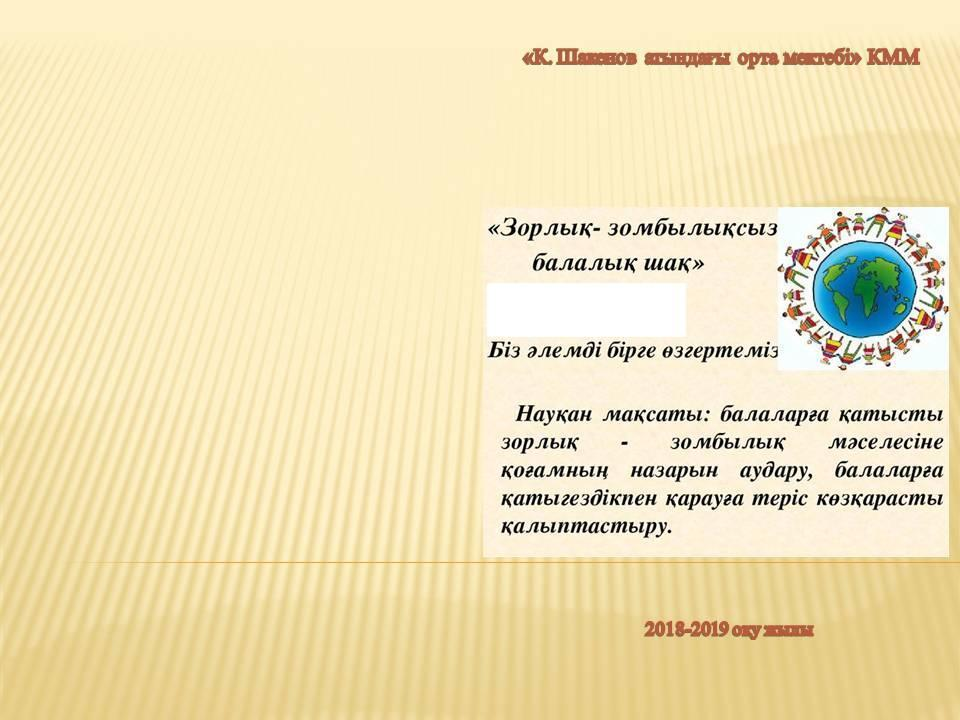 «К. Шакенов атындағы орта мектебі» КММ
«Зорлық- зомбылықсыз
балалық шақ»
Біз әлемді бірге өзгертеміз
Науқан мақсаты: балаларға қатысты
зорлық - зомбылық мәселесіне
қоғамның назарын аудару, балаларға
қатыгездікпен қарауға теріс көзқарасты
қалыптастыру.
2018-2019 оқу жылы